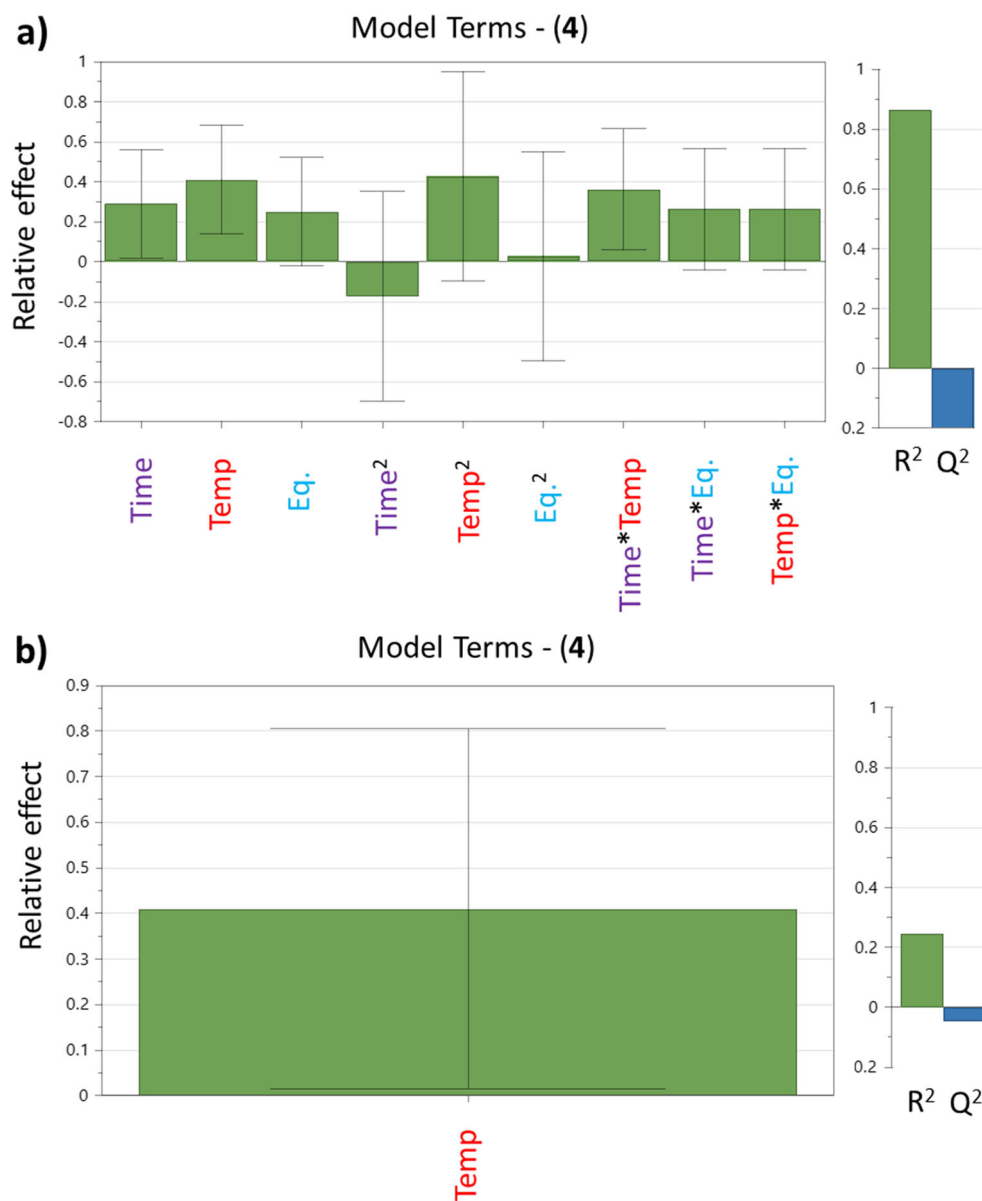 a)
Model Terms - (4)
Relative effect
1
0.8
0.6
0.4
0.2
0
-0.2
-0.4
-0.6
-0.8
Time
Temp
Eq.
Time²
Temp²
Eq.²
Time*Temp
Time*Eq.
Temp*Eq.
1
0.8
0.6
0.4
0.2
0
0.2
R² Q²
b)
Model Terms - (4)
Relative effect
0.9
0.8
0.7
0.6
0.5
0.4
0.3
0.2
0.1
0
Temp
1
0.8
0.6
0.4
0.2
0
0.2
R² Q²